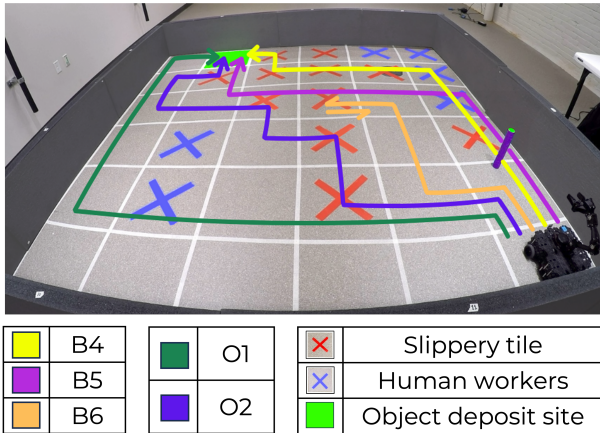 B4
B5
B6
O1
O2
Slippery tile
Human workers
Object deposit site